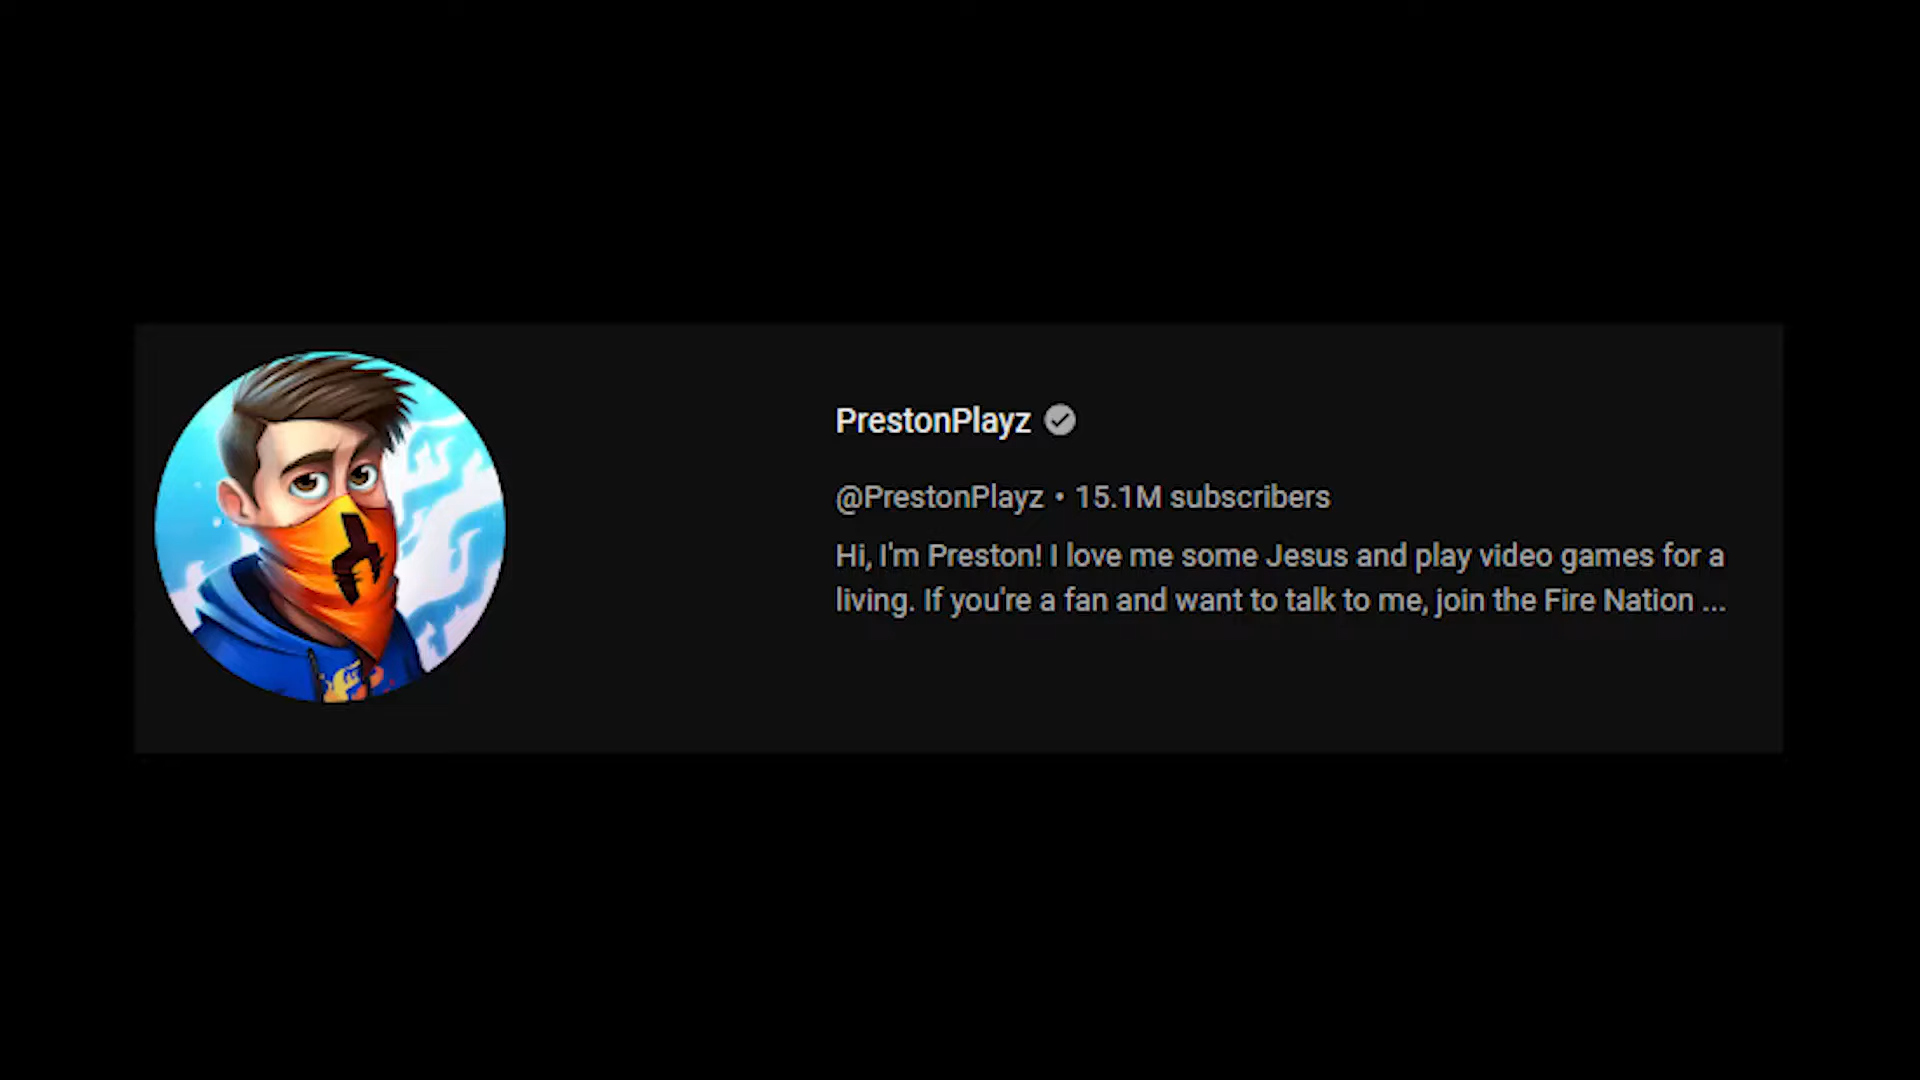 PrestonPlayz
@PrestonPlayz • 15.1M subscribers
Hi, I'm Preston! I love me some Jesus and play video games for a
living. If you're a fan and want to talk to me, join the Fire Nation ...